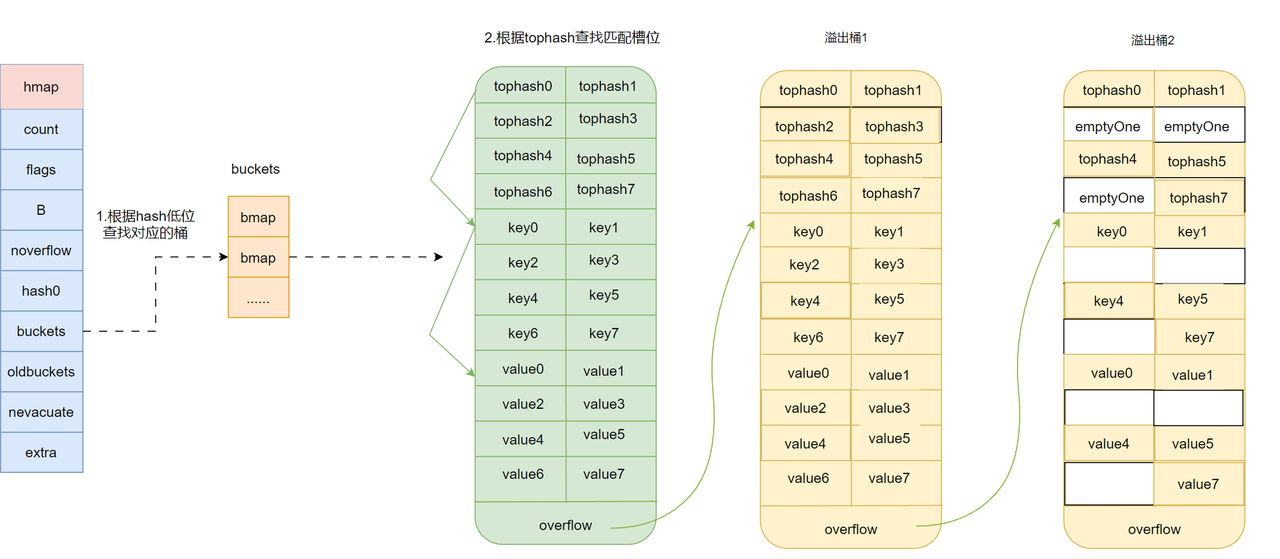 hmap
count
flags
B
noverflow
hash0
buckets
oldbuckets
nevacuate
extra
1.根据hash低位
查找对应的桶
buckets
bmap
bmap
......
2.根据tophash查找匹配槽位
tophash0 tophash1
tophash2 tophash3
tophash4 tophash5
tophash6 tophash7
key0 key1
key2 key3
key4 key5
key6 key7
value0 value1
value2 value3
value4 value5
value6 value7
overflow
溢出桶1
tophash0 tophash1
tophash2 tophash3
tophash4 tophash5
tophash6 tophash7
key0 key1
key2 key3
key4 key5
key6 key7
value0 value1
value2 value3
value4 value5
value6 value7
overflow
溢出桶2
tophash0 tophash1
emptyOne emptyOne
tophash4 tophash5
emptyOne tophash7
key0 key1
key4 key5
key7
value0 value1
value4 value5
value7
overflow